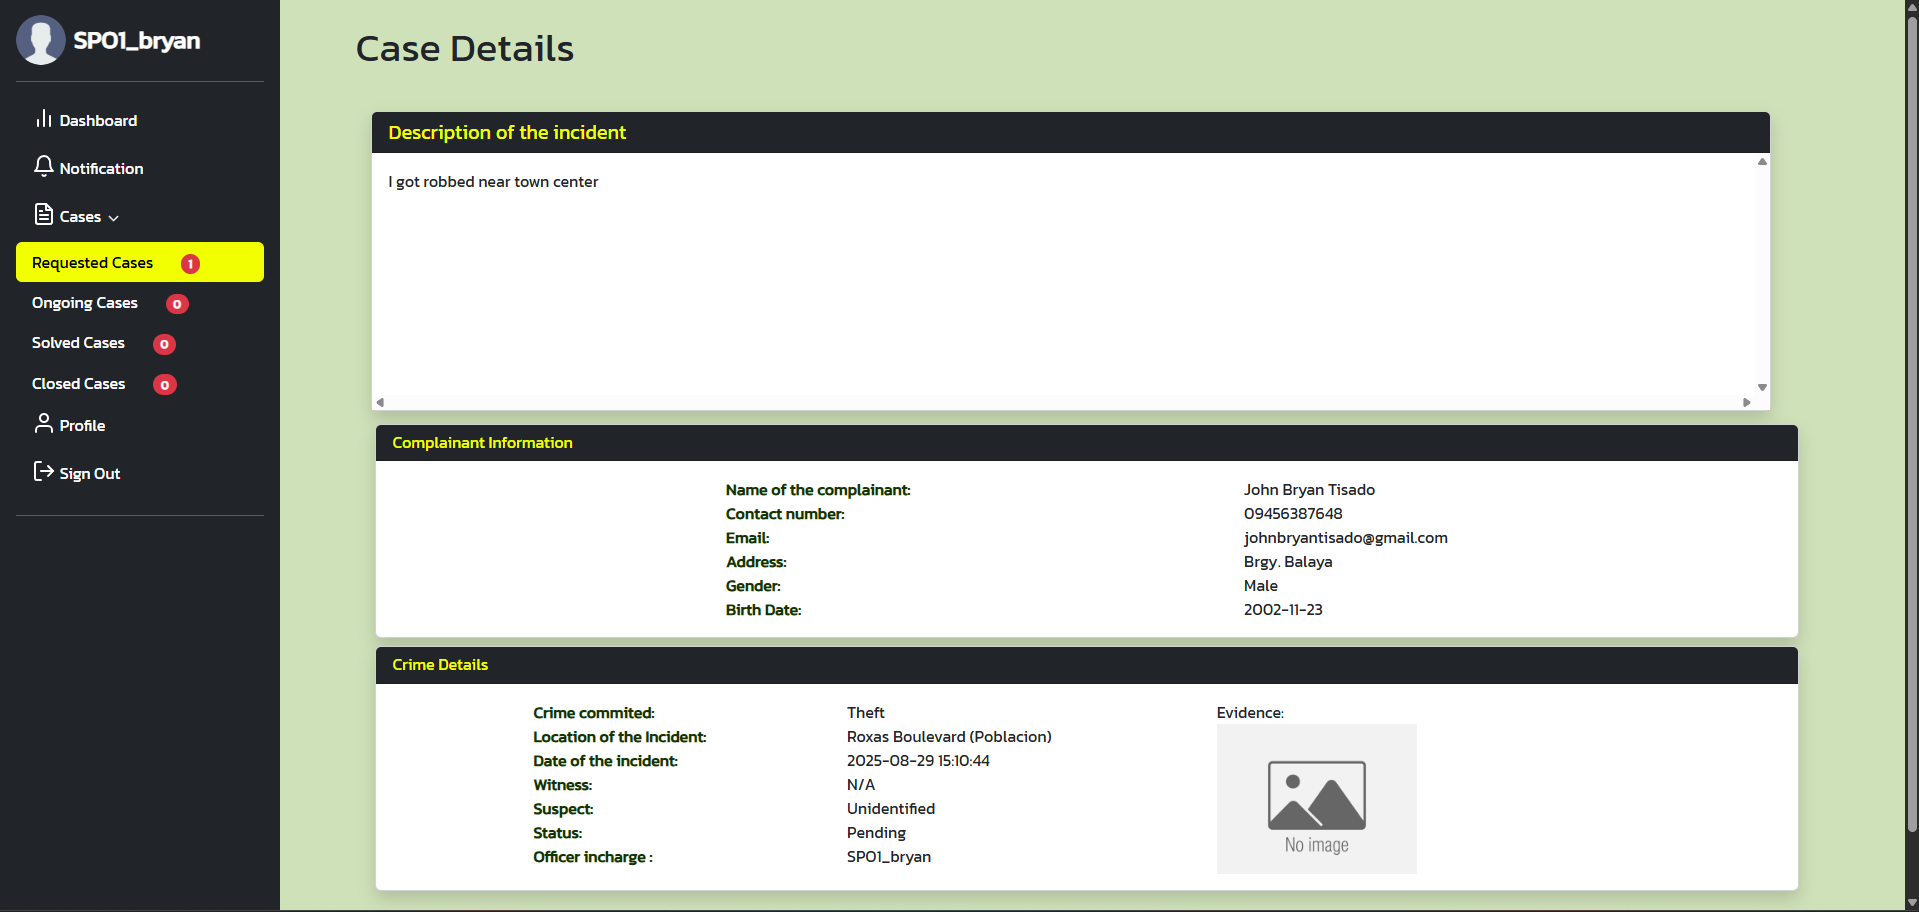 SPO1_bryan
Dashboard
Notification
Cases
Requested Cases 1
Ongoing Cases 0
Solved Cases 0
Closed Cases 0
Profile
Sign Out
Case Details
Description of the incident
I got robbed near town center
Complainant Information
Name of the complainant: John Bryan Tisado
Contact number: 09456387648
Email: johnbryantisado@gmail.com
Address: Brgy. Balaya
Gender: Male
Birth Date: 2002-11-23
Crime Details
Crime commited: Theft
Location of the Incident: Roxas Boulevard (Poblacion)
Date of the incident: 2025-08-29 15:10:44
Witness: N/A
Suspect: Unidentified
Status: Pending
Officer incharge : SPO1_bryan
Evidence:
No image